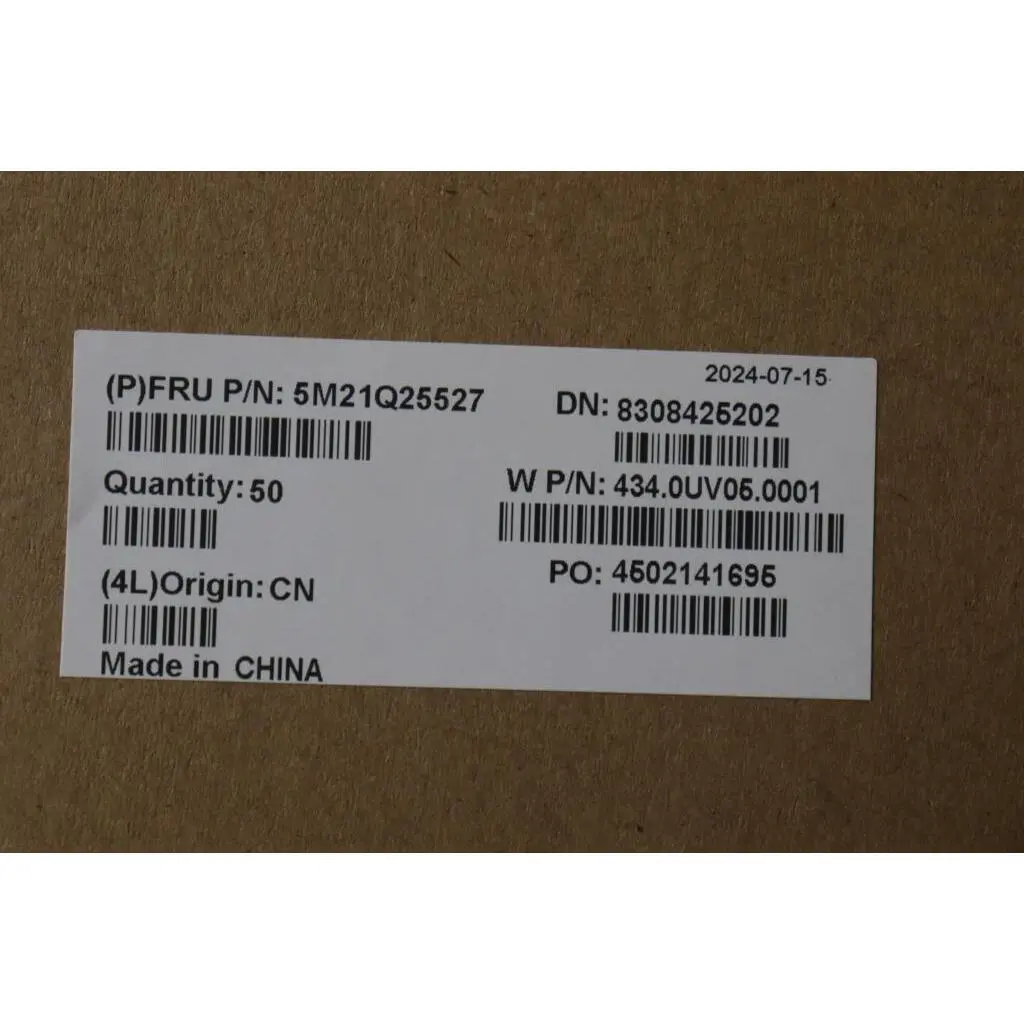 2024-07-15
(P)FRU P/N: 5M21Q25527
DN: 8308425202
Quantity: 50
W P/N: 434.0UV05.0001
(4L)Origin: CN
PO: 4502141695
Made in CHINA